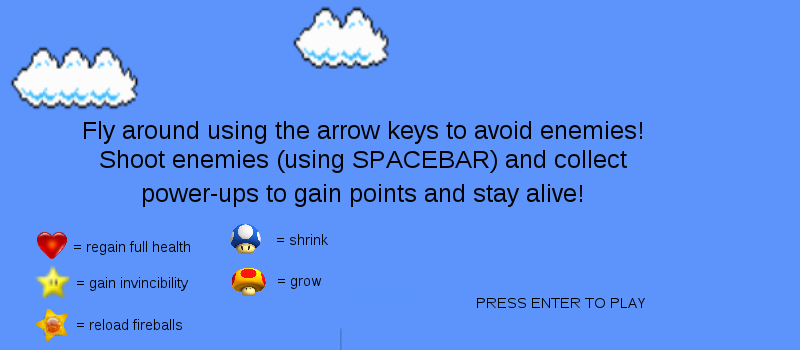 Fly around using the arrow keys to avoid enemies!
Shoot enemies (using SPACEBAR) and collect
power-ups to gain points and stay alive!
= regain full health
= shrink
= gain invincibility
= grow
= reload fireballs
PRESS ENTER TO PLAY